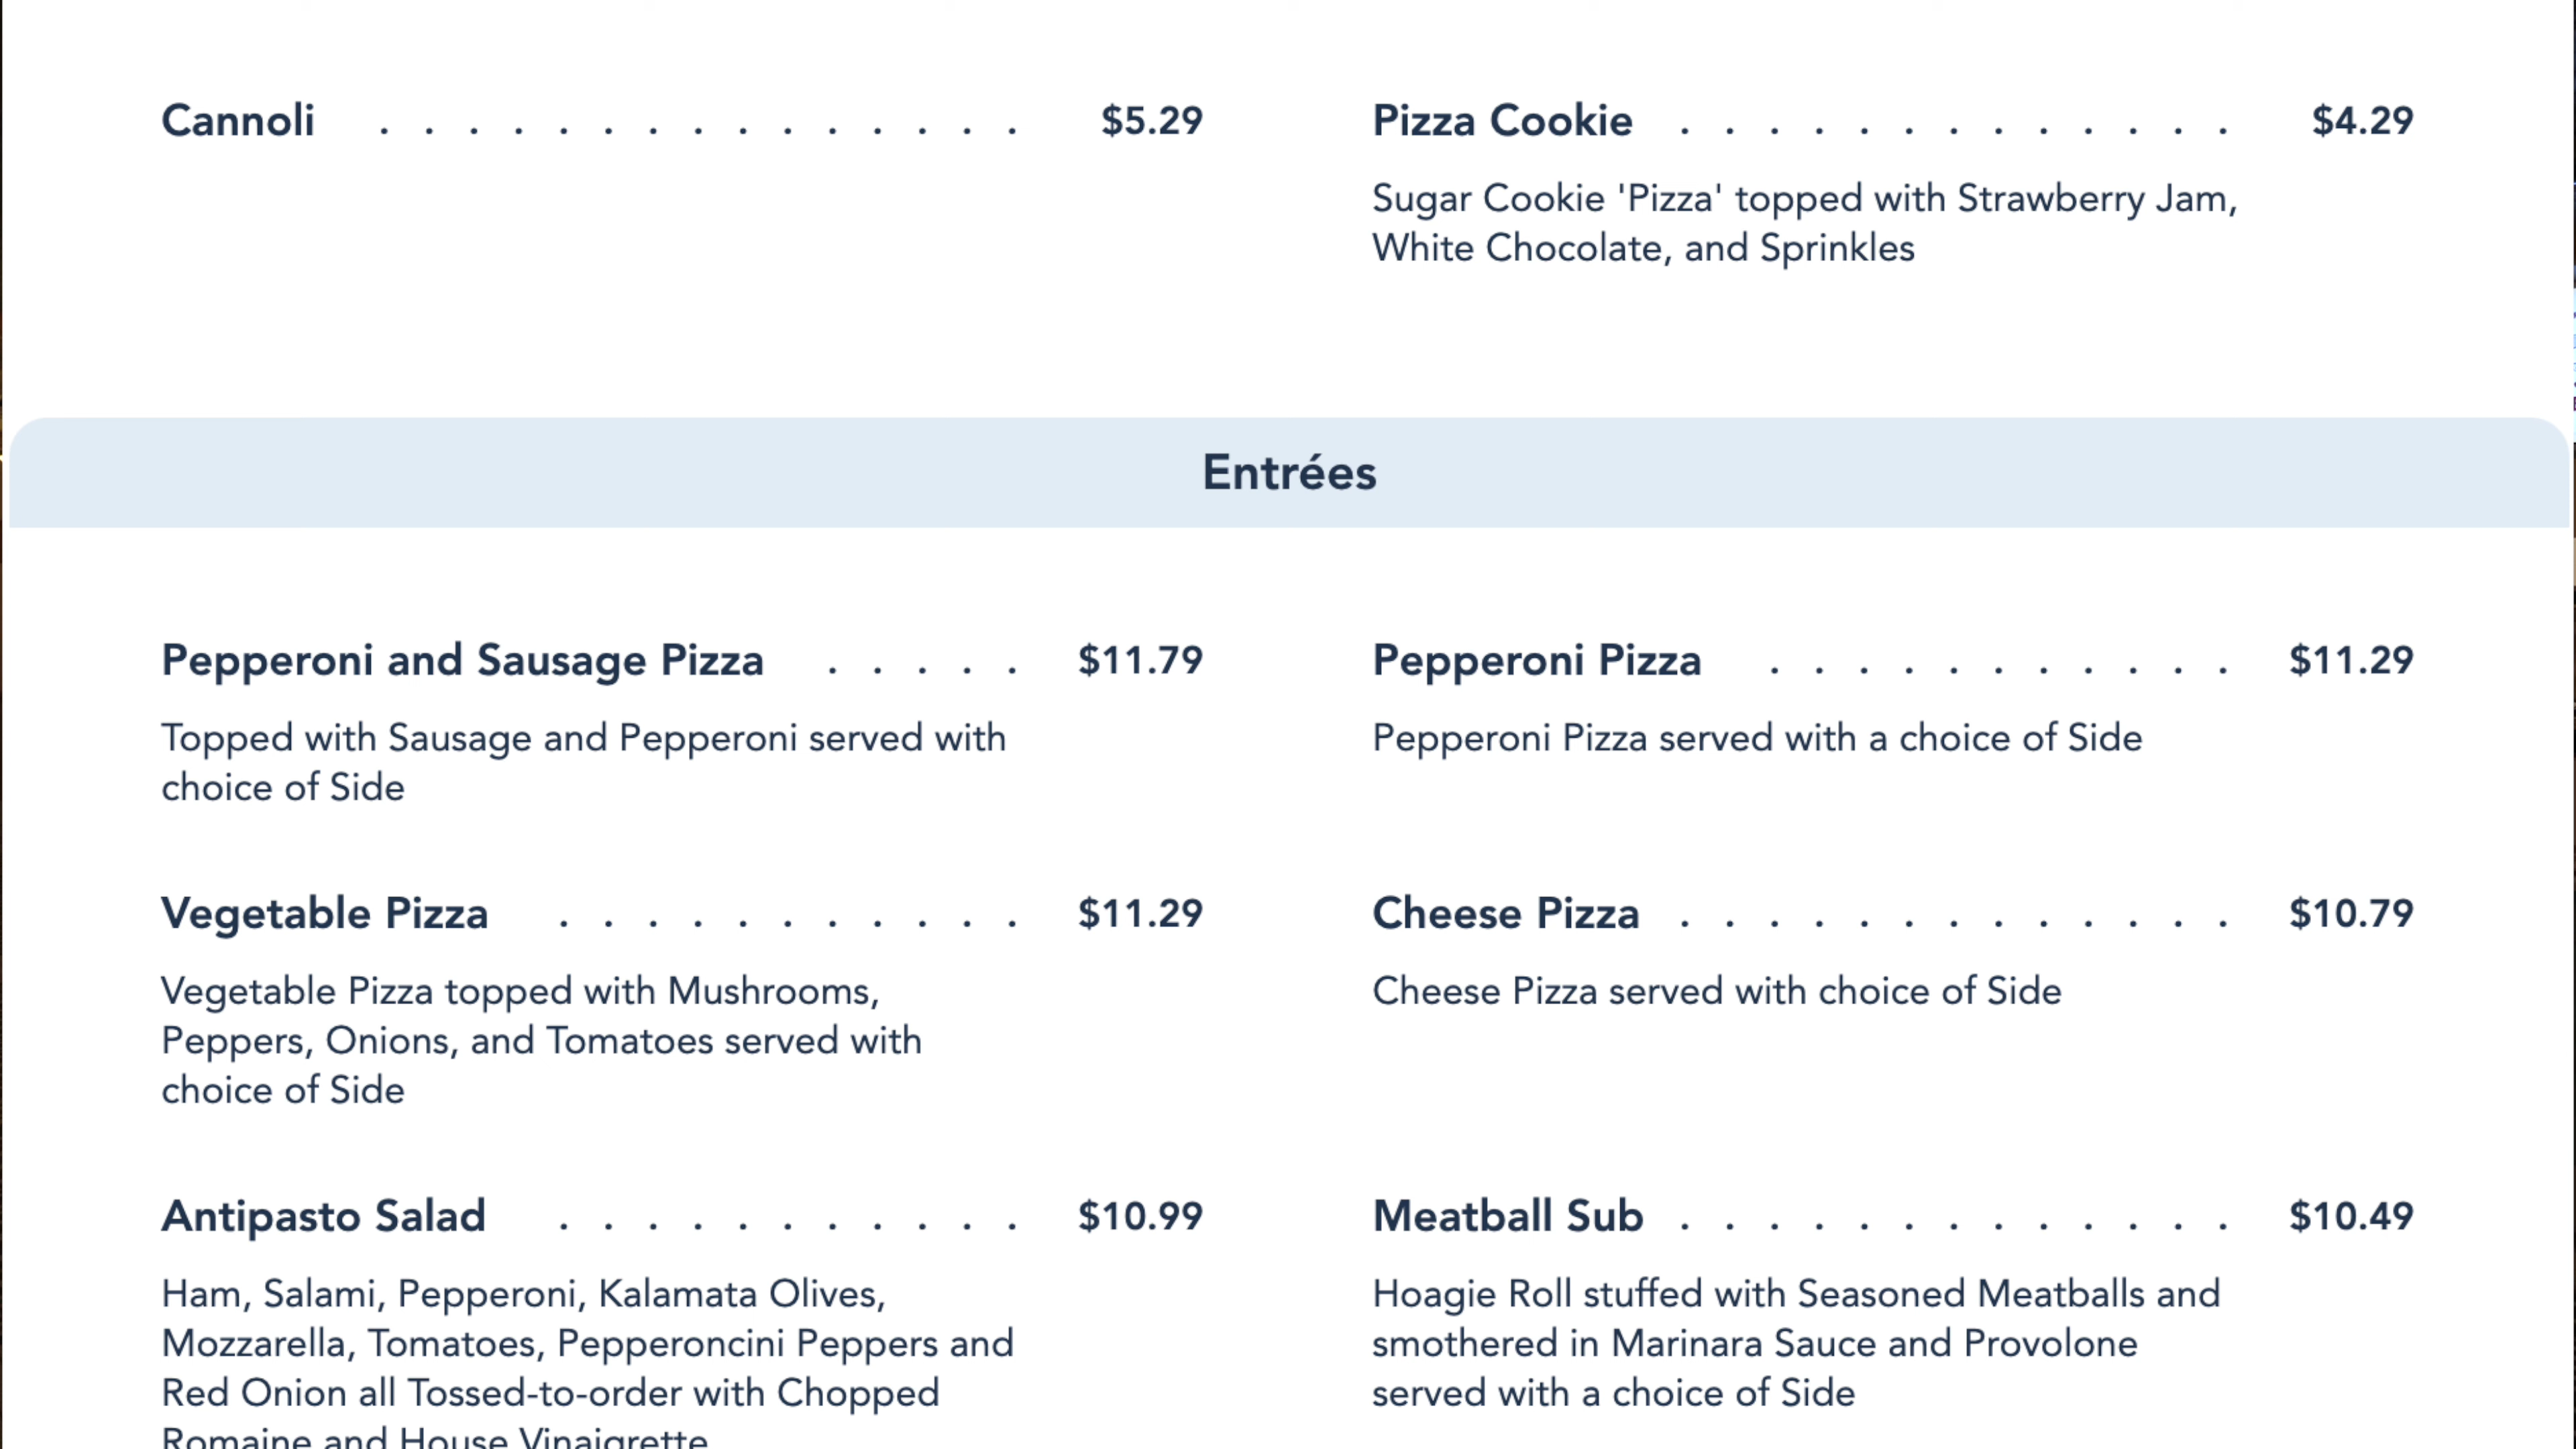 Cannoli . . . . . . . . . . . . . . . $5.29
Pizza Cookie . . . . . . . . . . . . . $4.29
Sugar Cookie 'Pizza' topped with Strawberry Jam,
White Chocolate, and Sprinkles
Entrées
Pepperoni and Sausage Pizza . . . . . $11.79
Topped with Sausage and Pepperoni served with
choice of Side
Pepperoni Pizza . . . . . . . . . . . $11.29
Pepperoni Pizza served with a choice of Side
Vegetable Pizza . . . . . . . . . . . $11.29
Vegetable Pizza topped with Mushrooms,
Peppers, Onions, and Tomatoes served with
choice of Side
Cheese Pizza . . . . . . . . . . . . . $10.79
Cheese Pizza served with choice of Side
Antipasto Salad . . . . . . . . . . . $10.99
Ham, Salami, Pepperoni, Kalamata Olives,
Mozzarella, Tomatoes, Pepperoncini Peppers and
Red Onion all Tossed-to-order with Chopped
Romaine and House Vinaigrette
Meatball Sub . . . . . . . . . . . . . $10.49
Hoagie Roll stuffed with Seasoned Meatballs and
smothered in Marinara Sauce and Provolone
served with a choice of Side